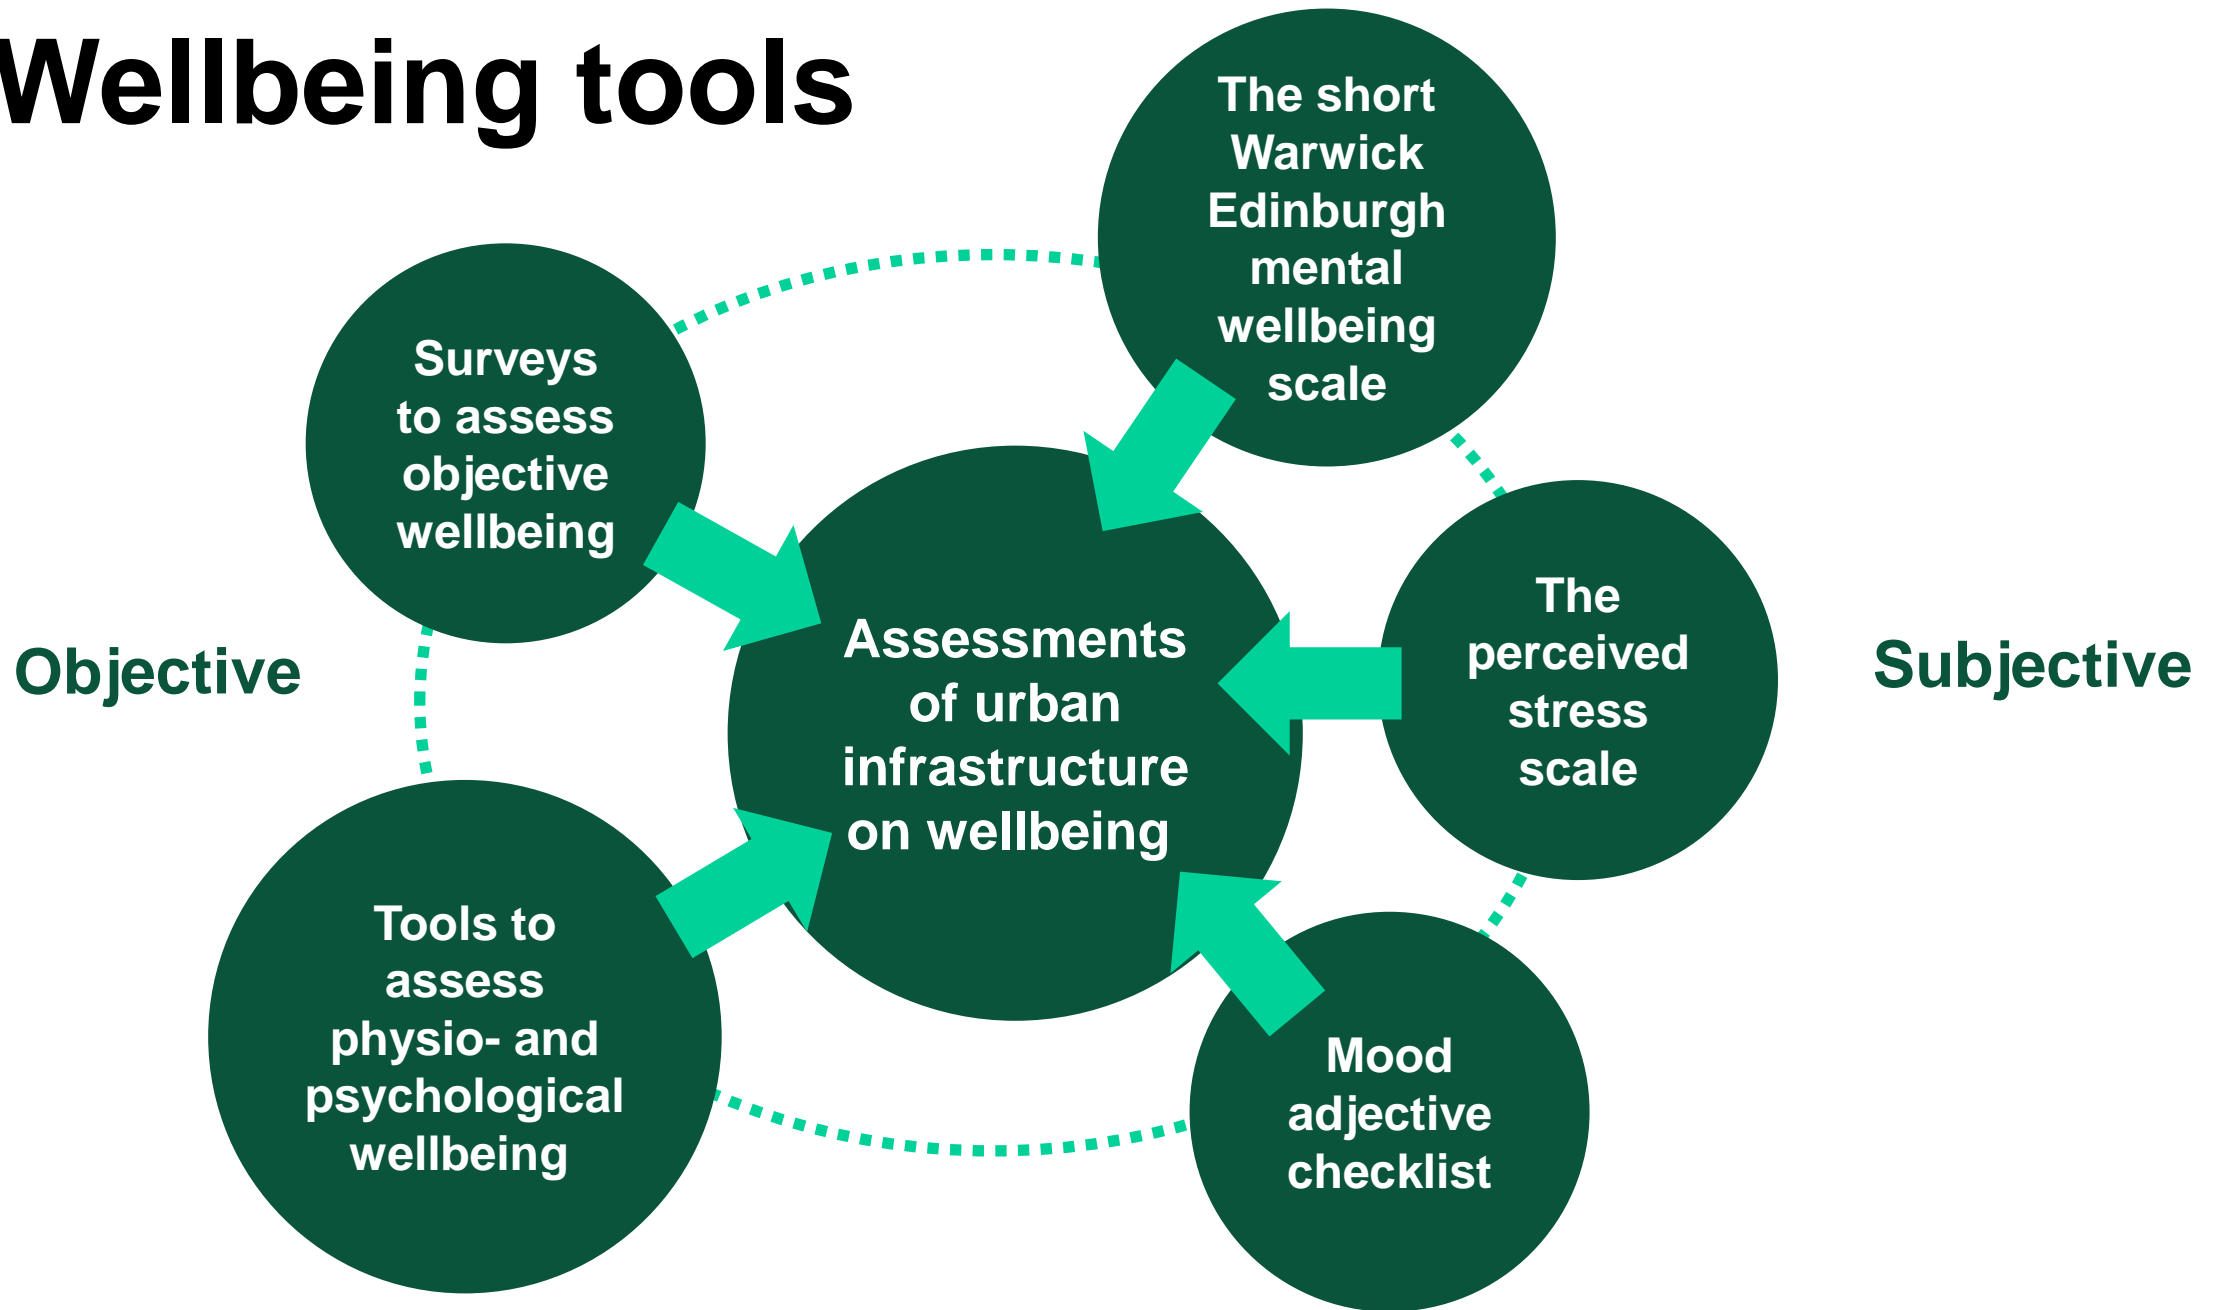 Wellbeing tools
The short
Warwick
Edinburgh
mental
wellbeing
scale
Surveys
to assess
objective
wellbeing
Objective
Assessments
of urban
infrastructure
on wellbeing
The
perceived
stress
scale
Subjective
Tools to
assess
physio- and
psychological
wellbeing
Mood
adjective
checklist